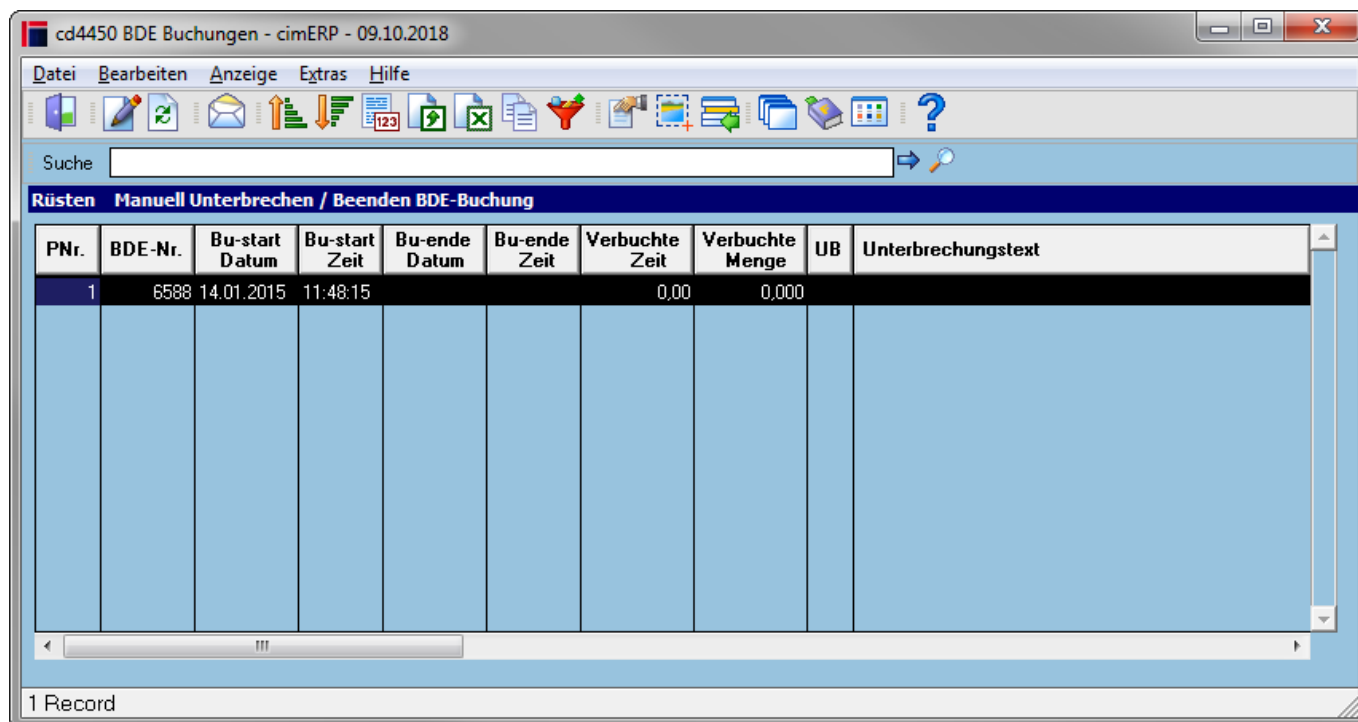 cd4450 BDE Buchungen - cimERP - 09.10.2018
Datei Bearbeiten Anzeige Extras Hilfe
123
Suche
Rüsten Manuell Unterbrechen / Beenden BDE-Buchung
PNr. BDE-Nr. Bu-start Datum Bu-start Zeit Bu-ende Datum Bu-ende Zeit Verbuchte Zeit Verbuchte Menge UB Unterbrechungstext
1 6588 14.01.2015 11:48:15 0,00 0,000
1 Record